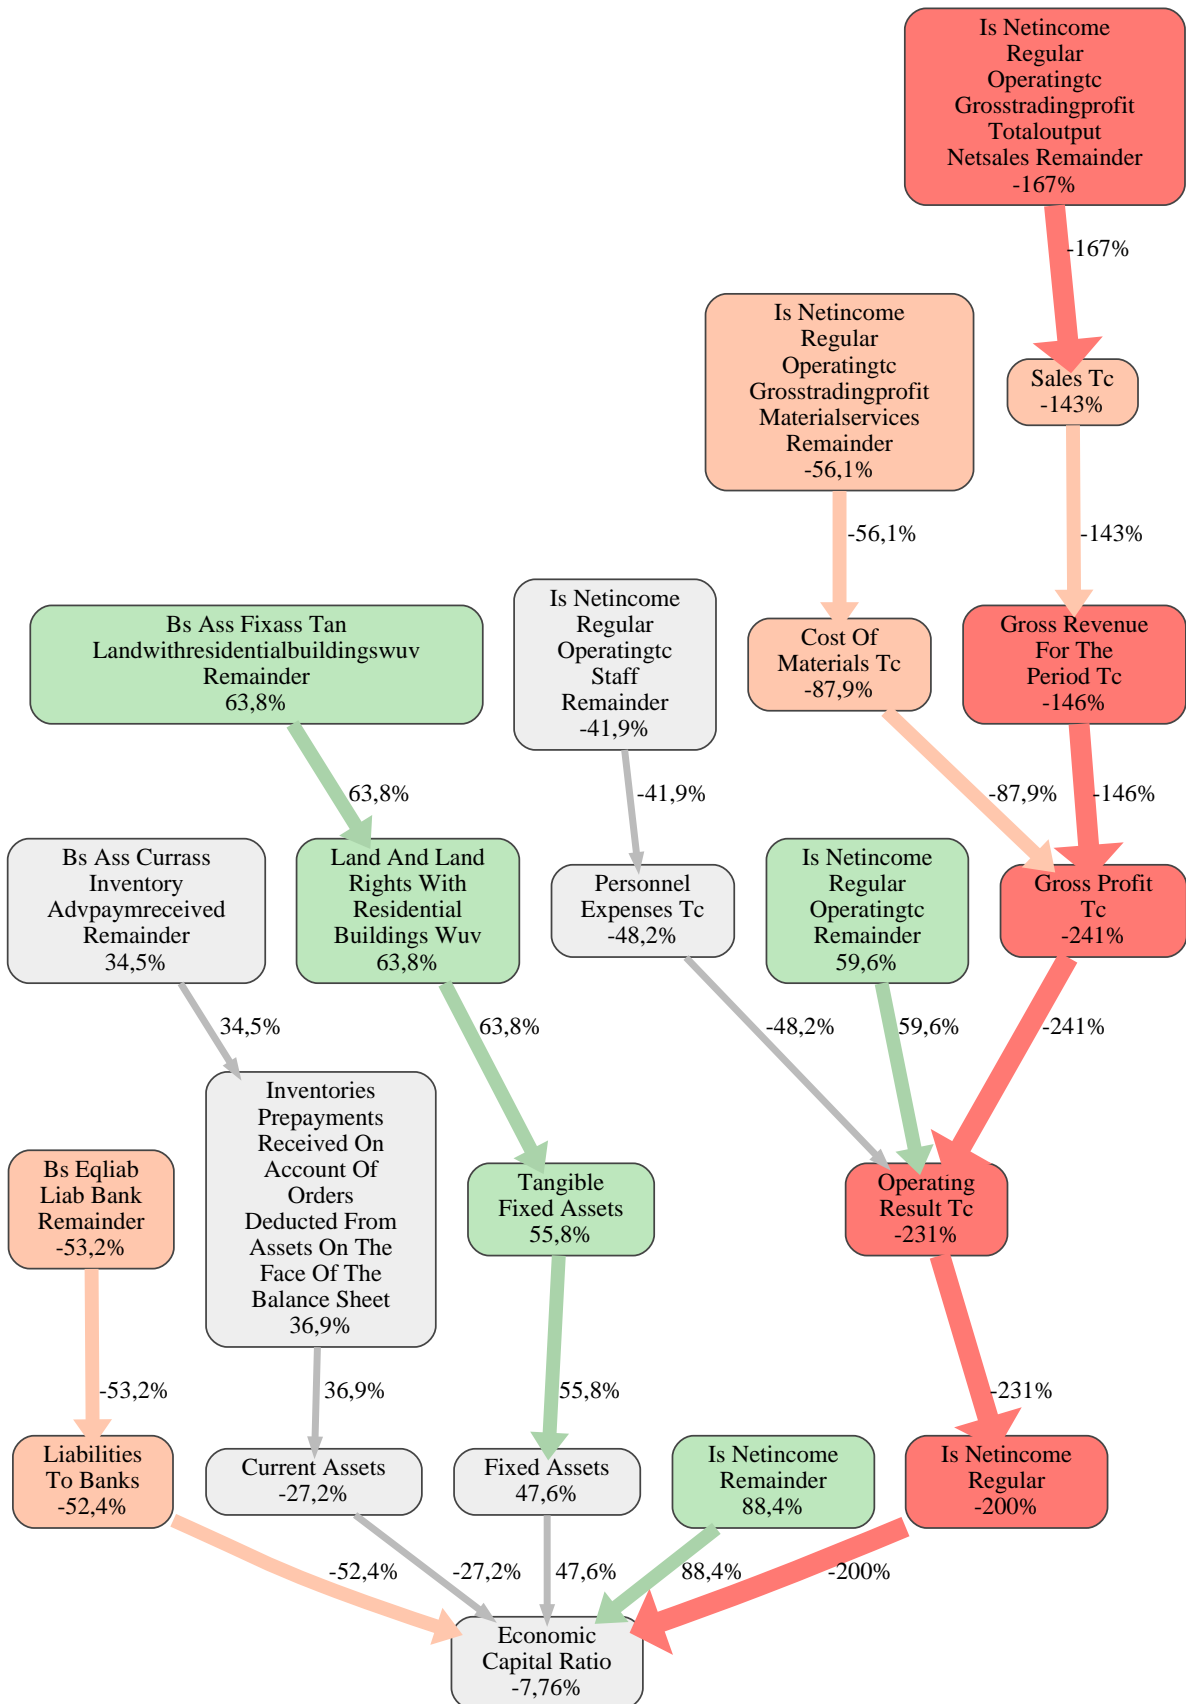 Is Netincome
Regular
Operatingtc
Grosstradingprofit
Totaloutput
Netsales Remainder
-167%
-167%
Is Netincome
Regular
Operatingtc
Grosstradingprofit
Materialservices
Remainder
-56,1%
Sales Tc
-143%
-56,1%
-143%
Bs Ass Fixass Tan
Landwithresidentialbuildingswuv
Remainder
63,8%
Is Netincome
Regular
Operatingtc
Staff
Remainder
-41,9%
Cost Of
Materials Tc
-87,9%
Gross Revenue
For The
Period Tc
-146%
63,8%
-41,9%
-87,9%
-146%
Bs Ass Currass
Inventory
Advpaymreceived
Remainder
34,5%
Land And Land
Rights With
Residential
Buildings Wuv
63,8%
Personnel
Expenses Tc
-48,2%
Is Netincome
Regular
Operatingtc
Remainder
59,6%
Gross Profit
Tc
-241%
34,5%
63,8%
-48,2%
59,6%
-241%
Bs Eqliab
Liab Bank
Remainder
-53,2%
Inventories
Prepayments
Received On
Account Of
Orders
Deducted From
Assets On The
Face Of The
Balance Sheet
36,9%
Tangible
Fixed Assets
55,8%
Operating
Result Tc
-231%
-53,2%
36,9%
55,8%
-231%
Liabilities
To Banks
-52,4%
Current Assets
-27,2%
Fixed Assets
47,6%
Is Netincome
Remainder
88,4%
Is Netincome
Regular
-200%
-52,4%
-27,2%
47,6%
88,4%
-200%
Economic
Capital Ratio
-7,76%